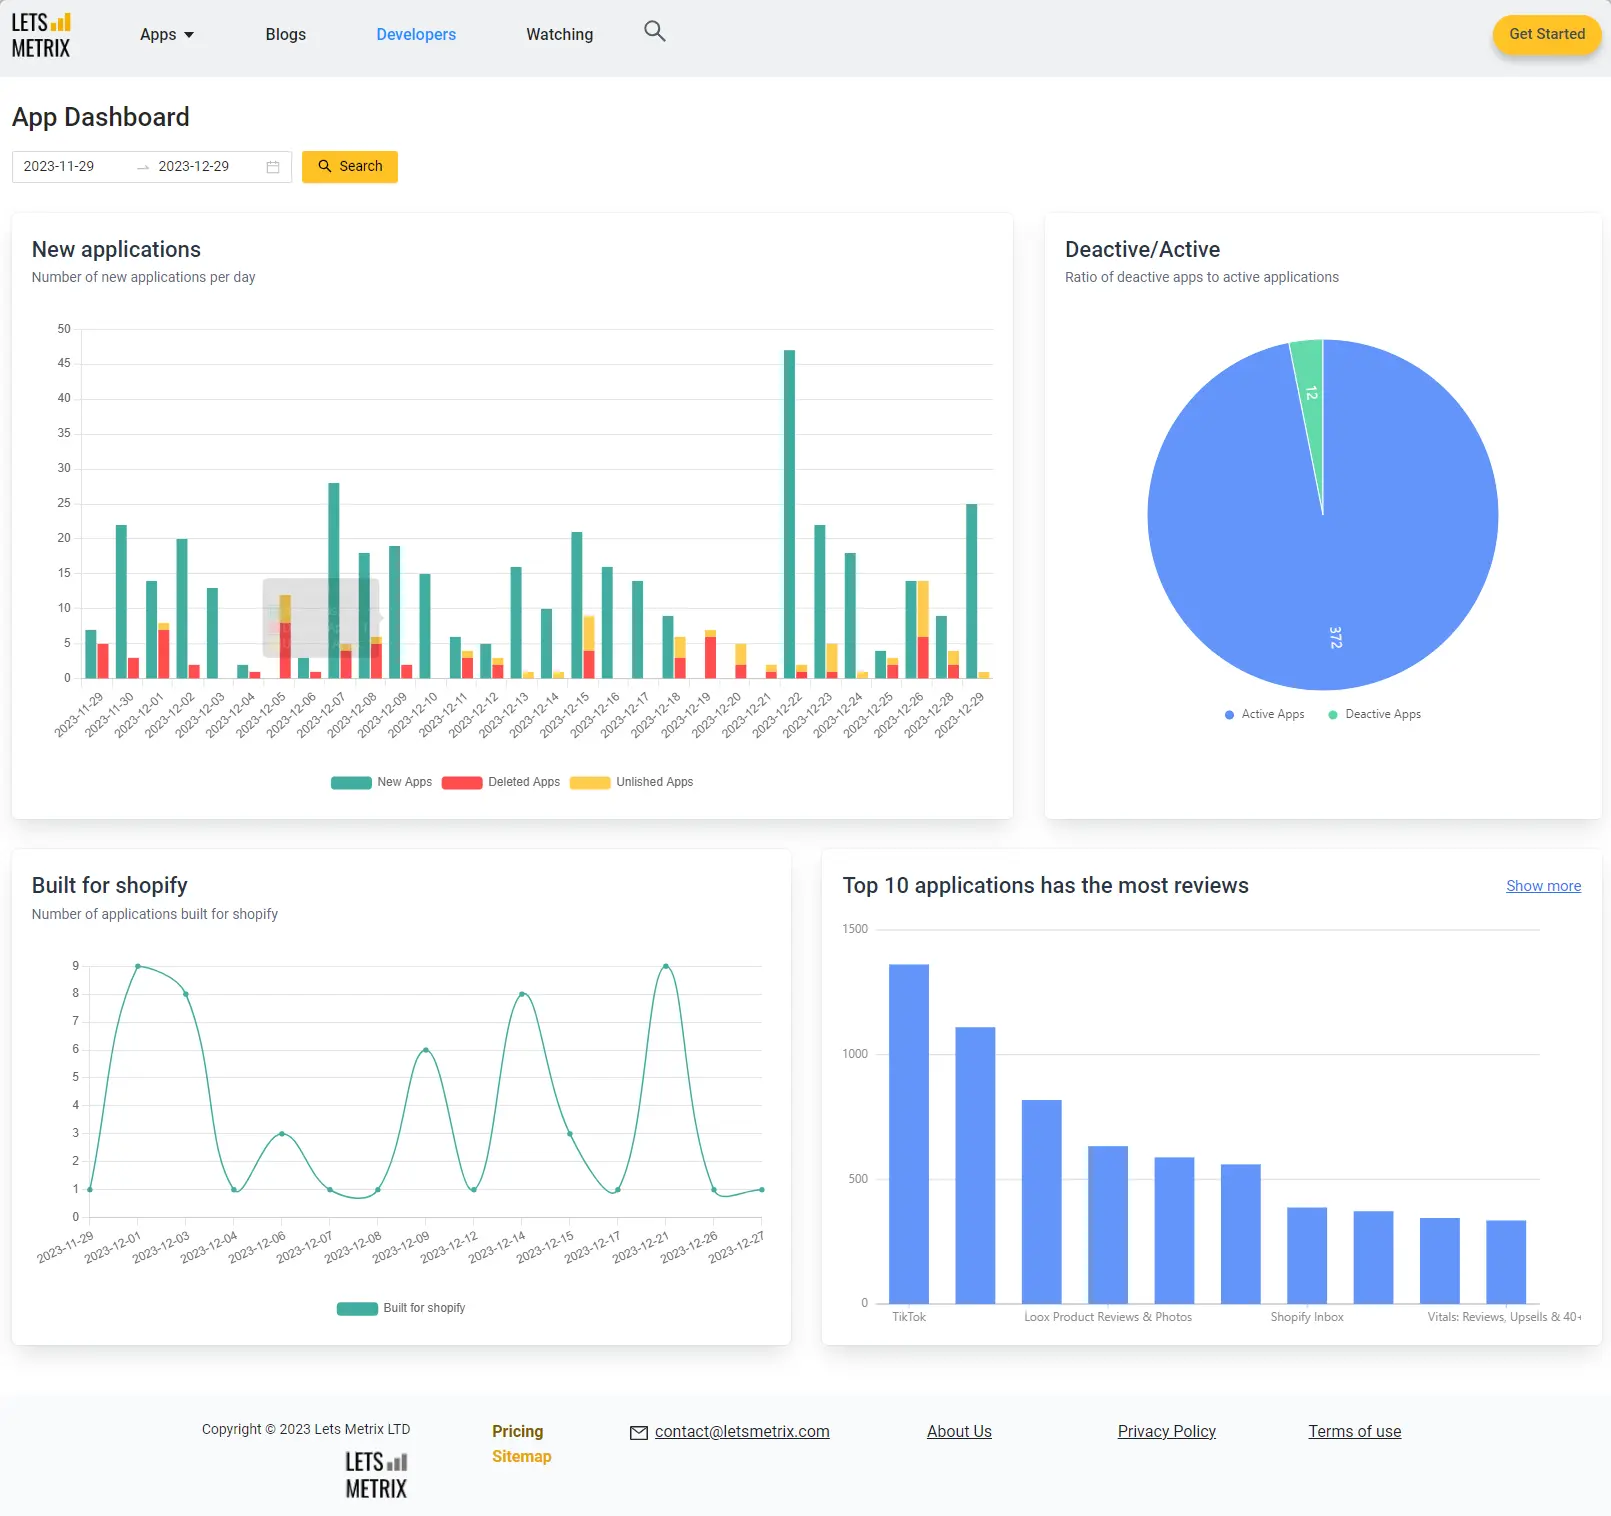 LETS
METRIX
Apps
Blogs
Developers
Watching
Get Started
App Dashboard
2023-11-29
2023-12-29
Search
New applications
Number of new applications per day
50
45
40
35
30
25
20
15
10
5
0
2023-11-29
2023-11-30
2023-12-01
2023-12-02
2023-12-03
2023-12-04
2023-12-05
2023-12-06
2023-12-07
2023-12-08
2023-12-09
2023-12-10
2023-12-11
2023-12-12
2023-12-13
2023-12-14
2023-12-15
2023-12-16
2023-12-17
2023-12-18
2023-12-19
2023-12-20
2023-12-21
2023-12-22
2023-12-23
2023-12-24
2023-12-25
2023-12-26
2023-12-28
2023-12-29
New Apps
Deleted Apps
Unlished Apps
Deactive/Active
Ratio of deactive apps to active applications
12
372
Active Apps
Deactive Apps
Built for shopify
Number of applications built for shopify
9
8
7
6
5
4
3
2
1
0
2023-11-29
2023-12-01
2023-12-03
2023-12-04
2023-12-06
2023-12-07
2023-12-08
2023-12-09
2023-12-12
2023-12-14
2023-12-15
2023-12-17
2023-12-21
2023-12-26
2023-12-27
Built for shopify
Top 10 applications has the most reviews
Show more
1500
1000
500
0
TikTok
Loox Product Reviews & Photos
Shopify Inbox
Vitals: Reviews, Upsells & 40+
Copyright © 2023 Lets Metrix LTD
LETS
METRIX
Pricing
Sitemap
contact@letsmetrix.com
About Us
Privacy Policy
Terms of use